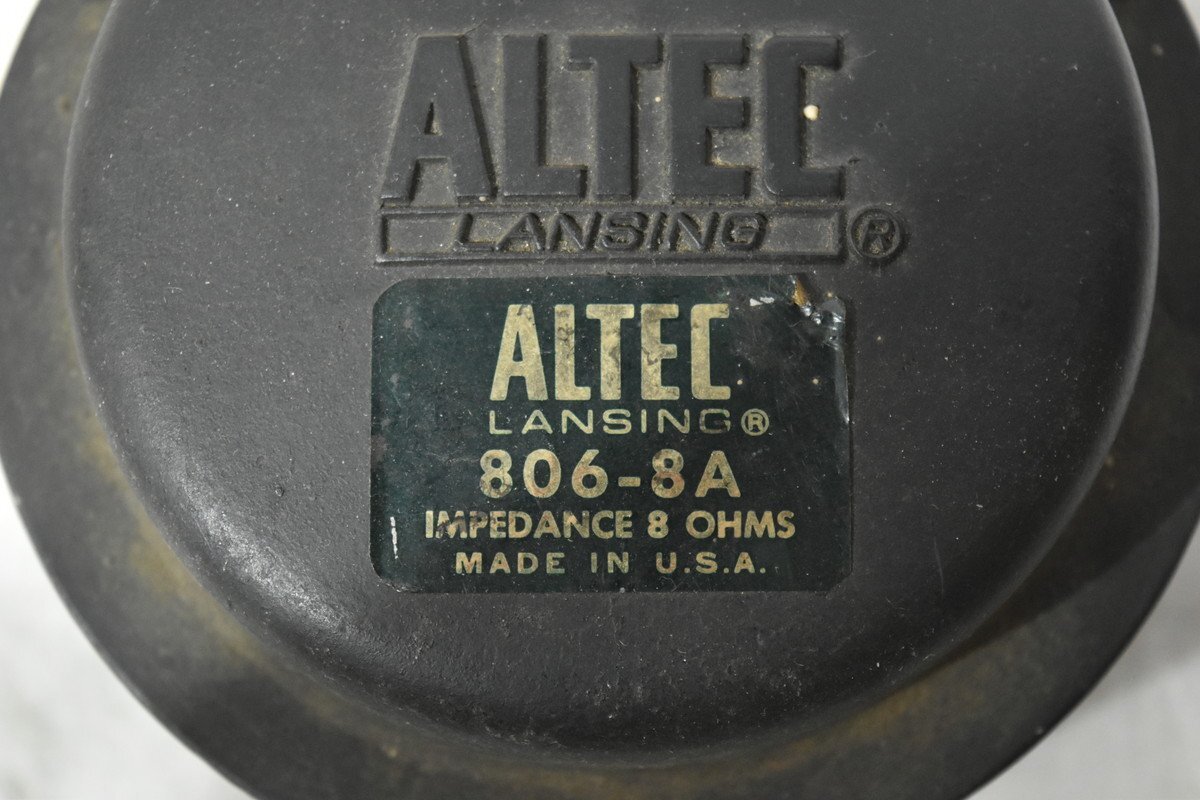 ALTEC
LANSING ®
ALTEC
LANSING®
806-8A
IMPEDANCE 8 OHMS
MADE IN U.S.A.